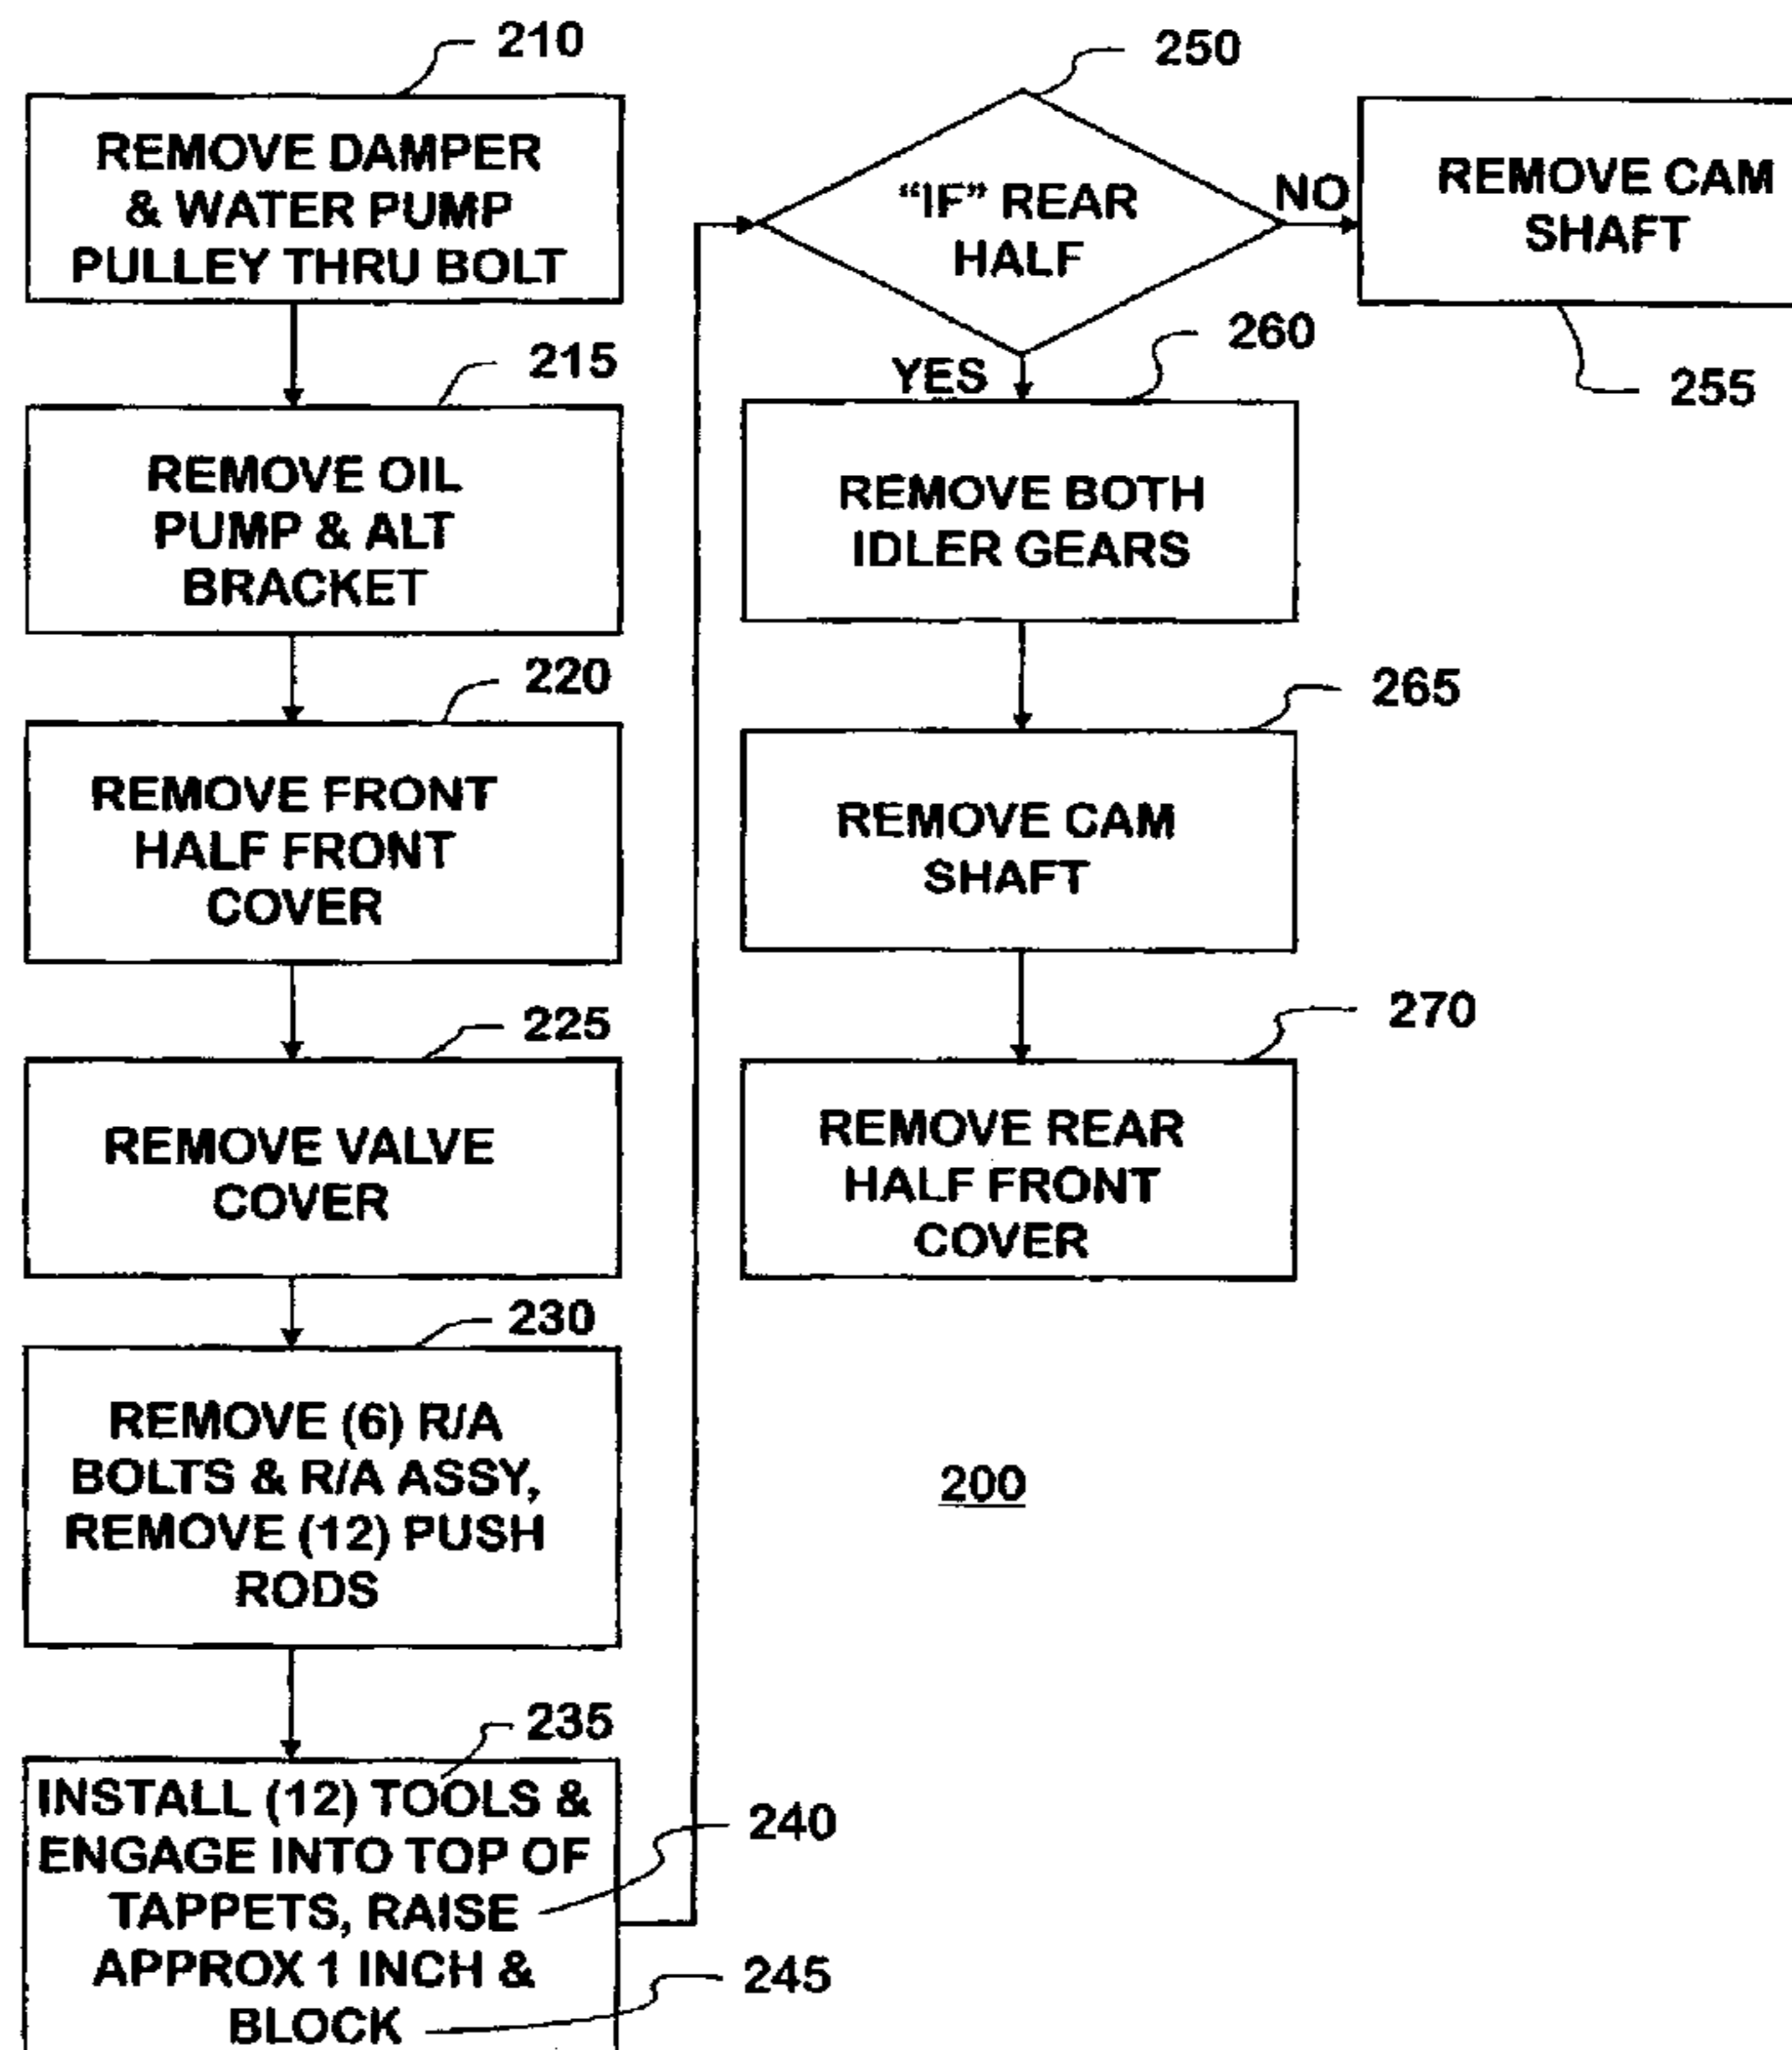 210
REMOVE DAMPER
& WATER PUMP
PULLEY THRU BOLT
215
REMOVE OIL
PUMP & ALT
BRACKET
220
REMOVE FRONT
HALF FRONT
COVER
225
REMOVE VALVE
COVER
230
REMOVE (6) R/A
BOLTS & R/A ASSY,
REMOVE (12) PUSH
RODS
235
INSTALL (12) TOOLS &
ENGAGE INTO TOP OF
TAPPETS, RAISE
APPROX 1 INCH &
BLOCK
240
245
250
"IF" REAR
HALF
NO
REMOVE CAM
SHAFT
255
YES
260
REMOVE BOTH
IDLER GEARS
265
REMOVE CAM
SHAFT
270
REMOVE REAR
HALF FRONT
COVER
200